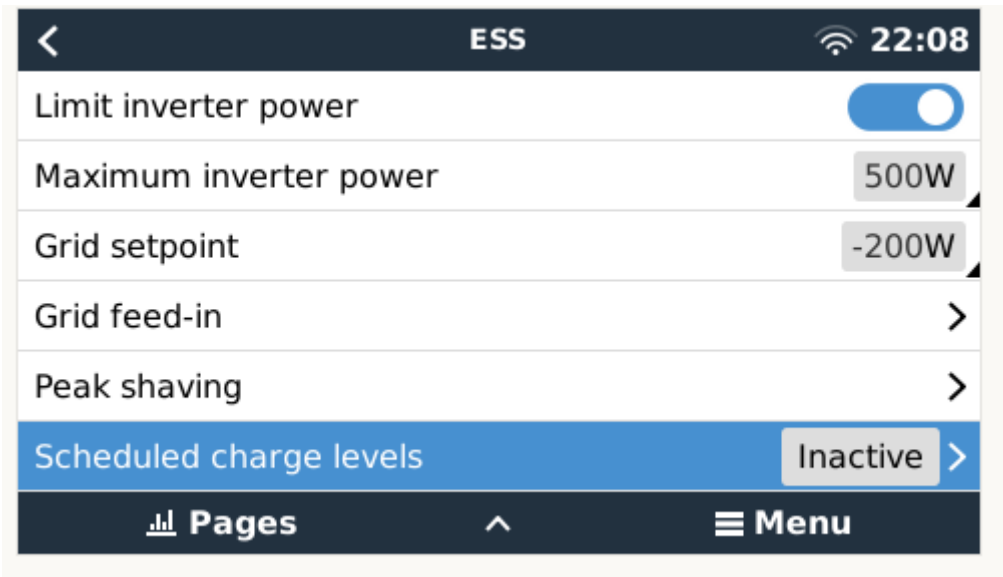 ESS 22:08
Limit inverter power
Maximum inverter power 500W
Grid setpoint -200W
Grid feed-in
Peak shaving
Scheduled charge levels Inactive
Pages Menu